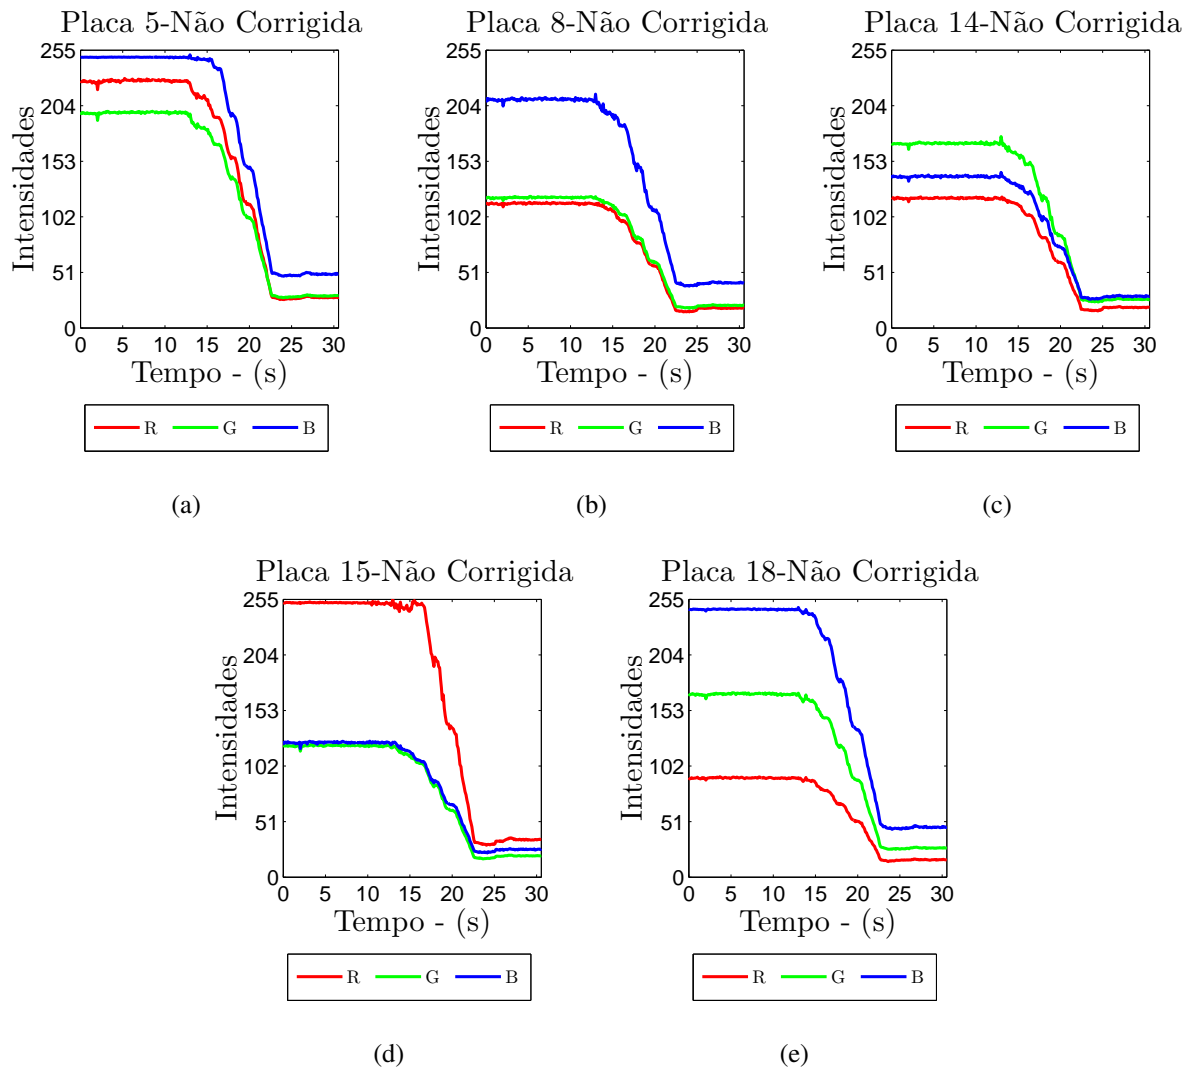 Placa 5-Não Corrigida
Intensidades
255
204
153
102
51
0
0 5 10 15 20 25 30
Tempo - (s)
R G B
(a)
Placa 8-Não Corrigida
Intensidades
255
204
153
102
51
0
0 5 10 15 20 25 30
Tempo - (s)
R G B
(b)
Placa 14-Não Corrigida
Intensidades
255
204
153
102
51
0
0 5 10 15 20 25 30
Tempo - (s)
R G B
(c)
Placa 15-Não Corrigida
Intensidades
255
204
153
102
51
0
0 5 10 15 20 25 30
Tempo - (s)
R G B
(d)
Placa 18-Não Corrigida
Intensidades
255
204
153
102
51
0
0 5 10 15 20 25 30
Tempo - (s)
R G B
(e)